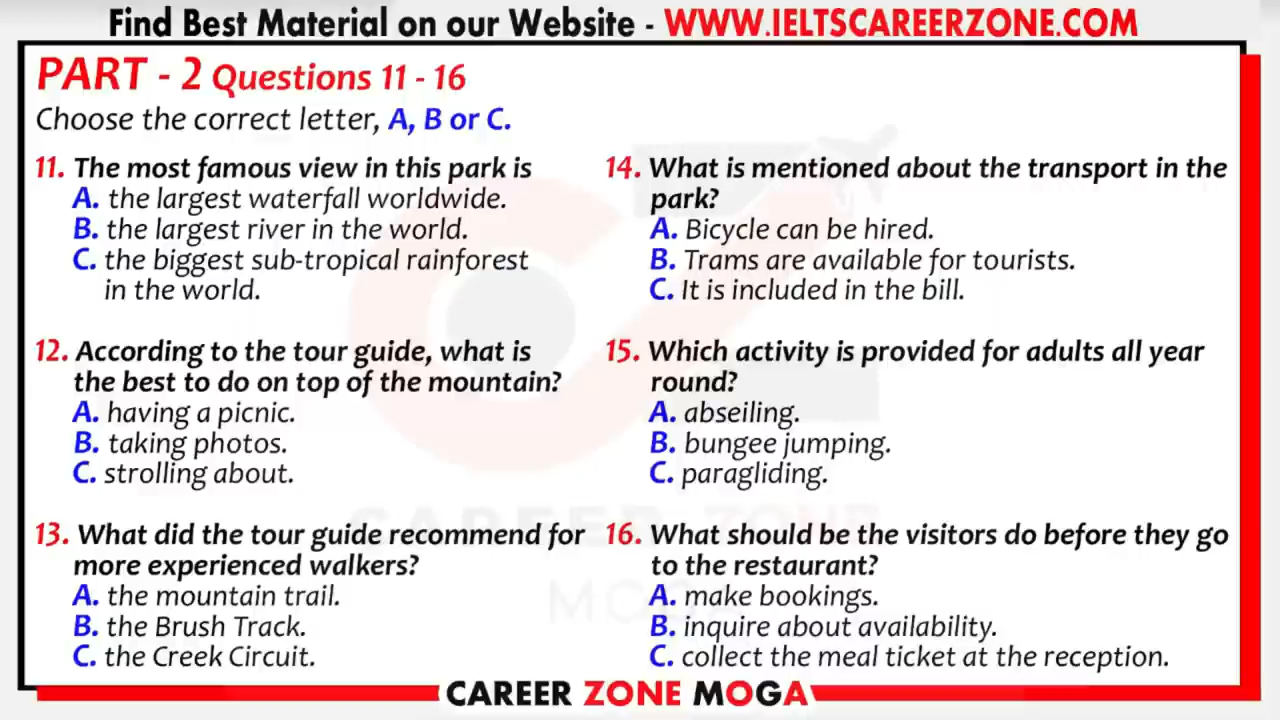 Find Best Material on our Website - WWW.IELTSCAREERZONE.COM
PART - 2 Questions 11 - 16
Choose the correct letter, A, B or C.
11. The most famous view in this park is
A. the largest waterfall worldwide.
B. the largest river in the world.
C. the biggest sub-tropical rainforest
in the world.
12. According to the tour guide, what is
the best to do on top of the mountain?
A. having a picnic.
B. taking photos.
C. strolling about.
13. What did the tour guide recommend for
more experienced walkers?
A. the mountain trail.
B. the Brush Track.
C. the Creek Circuit.
14. What is mentioned about the transport in the
park?
A. Bicycle can be hired.
B. Trams are available for tourists.
C. It is included in the bill.
15. Which activity is provided for adults all year
round?
A. abseiling.
B. bungee jumping.
C. paragliding.
16. What should be the visitors do before they go
to the restaurant?
A. make bookings.
B. inquire about availability.
C. collect the meal ticket at the reception.
CAREER ZONE
MOGA
CAREER ZONE MOGA